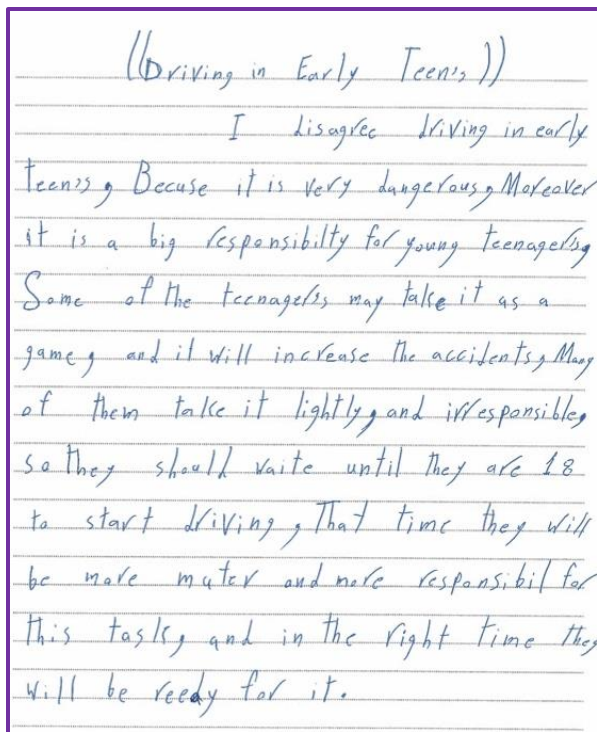 ((Driving in Early Teen's))
I disagree driving in early
teen's, Becuse it is very dangerous, Moreover
it is a big responsibilty for young teenager's,
Some of the teenager's may take it as a
game, and it will increase the accidents, Many
of them take it lightly, and irresponsible,
so they should waite until they are 18
to start driving, That time they will
be more mater and more responsibil for
this task, and in the right time they
will be reedy for it.